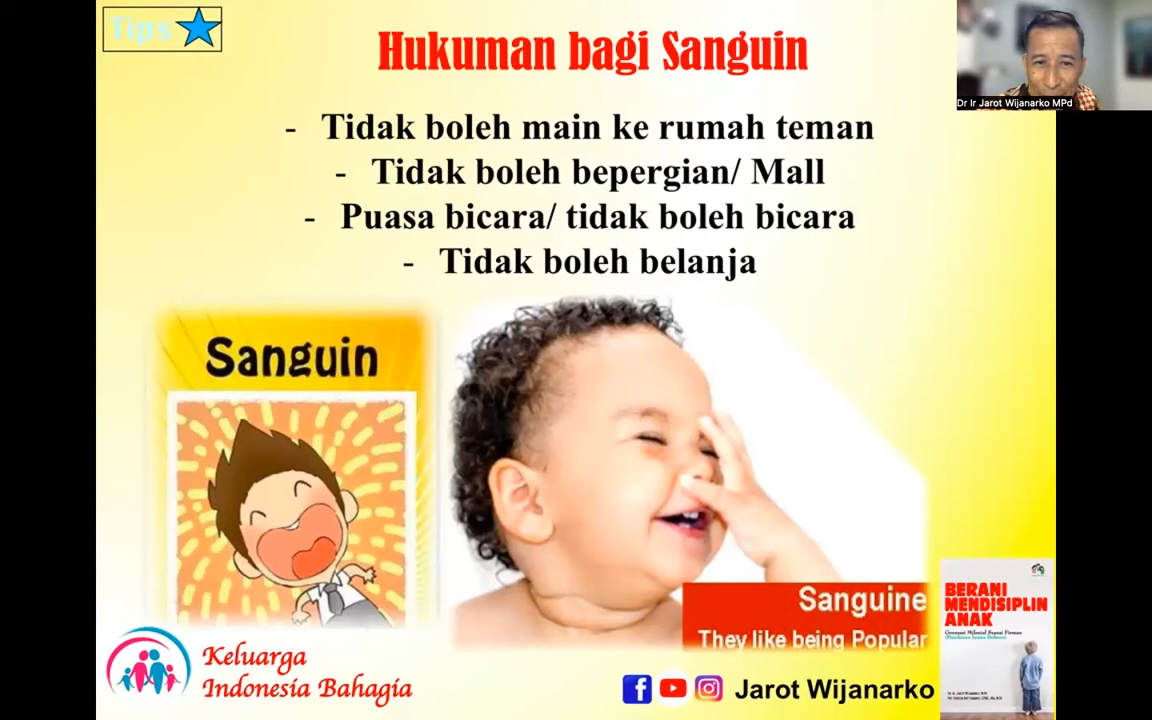 Tips
Hukuman bagi Sanguin
Dr Ir Jarot Wijanarko MPd
- Tidak boleh main ke rumah teman
- Tidak boleh bepergian/ Mall
- Puasa bicara/ tidak boleh bicara
- Tidak boleh belanja
Sanguin
Sanguine
They like being Popular
BERANI
MENDISIPLIN
ANAK
Keluarga
Indonesia Bahagia
Jarot Wijanarko